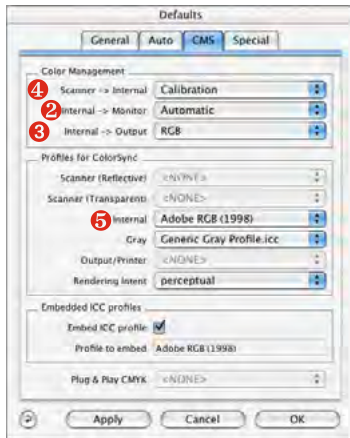 Defaults
General Auto CMS Special
Color Management
4 Scanner -> Internal Calibration
2 Internal -> Monitor Automatic
3 Internal -> Output RGB
Profiles for ColorSync
Scanner (Reflective) <NONE>
Scanner (Transparent) <NONE>
5 Internal Adobe RGB (1998)
Gray Generic Gray Profile.icc
Output/Printer <NONE>
Rendering Intent perceptual
Embedded ICC profiles
Embed ICC profile
Profile to embed Adobe RGB (1998)
Plug & Play CMYK <NONE>
Apply Cancel OK